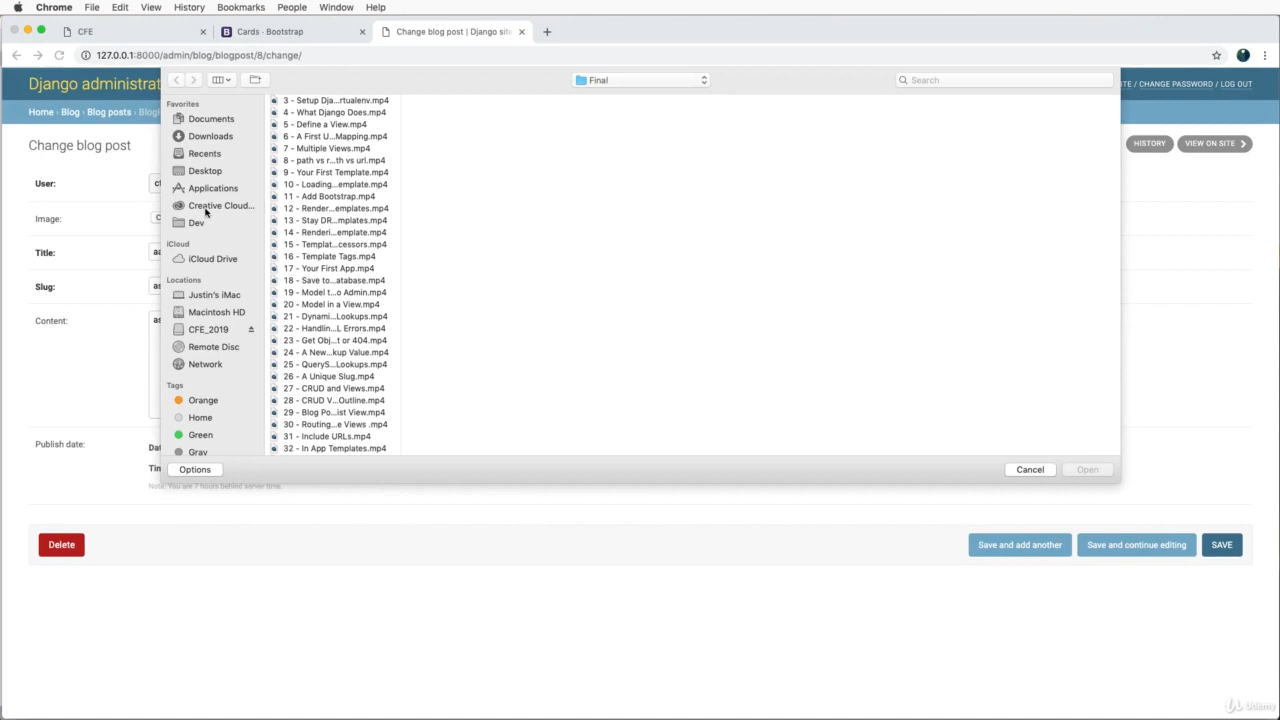 Chrome File Edit View History Bookmarks People Window Help
CFE
Cards · Bootstrap
Change blog post | Django site
127.0.0.1:8000/admin/blog/blogpost/8/change/
Django administrat
ITE / CHANGE PASSWORD / LOG OUT
Home › Blog › Blog posts ›
Final
Search
Change blog post
HISTORY
VIEW ON SITE
User:
Image:
Title:
Slug:
Content:
Publish date:
Dat
Tim
Note: You are 7 hours behind server time.
Favorites
Documents
Downloads
Recents
Desktop
Applications
Creative Cloud...
Dev
iCloud
iCloud Drive
Locations
Justin's iMac
Macintosh HD
CFE_2019
Remote Disc
Network
Tags
Orange
Home
Green
Gray
3 - Setup Dja...rtualenv.mp4
4 - What Django Does.mp4
5 - Define a View.mp4
6 - A First U...Mapping.mp4
7 - Multiple Views.mp4
8 - path vs r...th vs url.mp4
9 - Your First Template.mp4
10 - Loading...emplate.mp4
11 - Add Bootstrap.mp4
12 - Render...emplates.mp4
13 - Stay DR...mplates.mp4
14 - Renderi...emplate.mp4
15 - Templat...cessors.mp4
16 - Template Tags.mp4
17 - Your First App.mp4
18 - Save to...atabase.mp4
19 - Model t...o Admin.mp4
20 - Model in a View.mp4
21 - Dynami...Lookups.mp4
22 - Handlin...L Errors.mp4
23 - Get Obj...t or 404.mp4
24 - A New...kup Value.mp4
25 - QueryS...Lookups.mp4
26 - A Unique Slug.mp4
27 - CRUD and Views.mp4
28 - CRUD V...Outline.mp4
29 - Blog Po...ist View.mp4
30 - Routing...e Views .mp4
31 - Include URLs.mp4
32 - In App Templates.mp4
Options
Cancel
Open
Delete
Save and add another
Save and continue editing
SAVE
Udemy